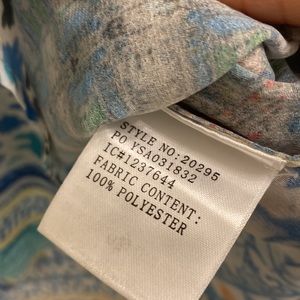 STYLE NO:20295
PO YSA031832
IC#1237644
FABRIC CONTENT:
100% POLYESTER